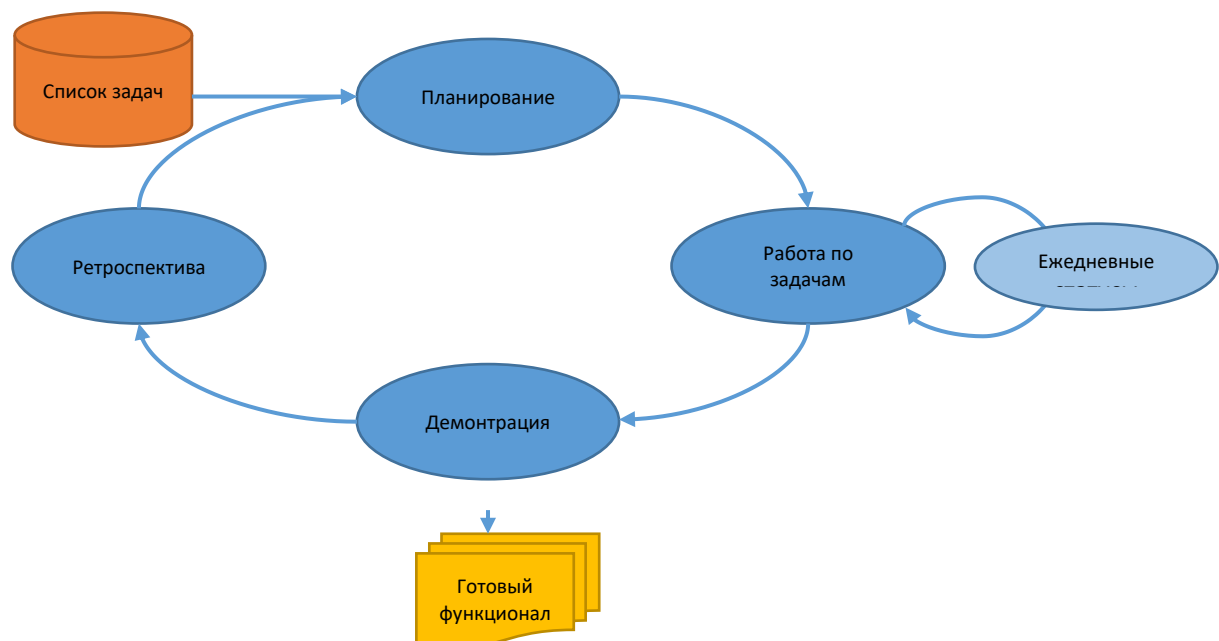 Список задач
Планирование
Ретроспектива
Работа по
задачам
Ежедневные
Демонтрация
Готовый
функционал